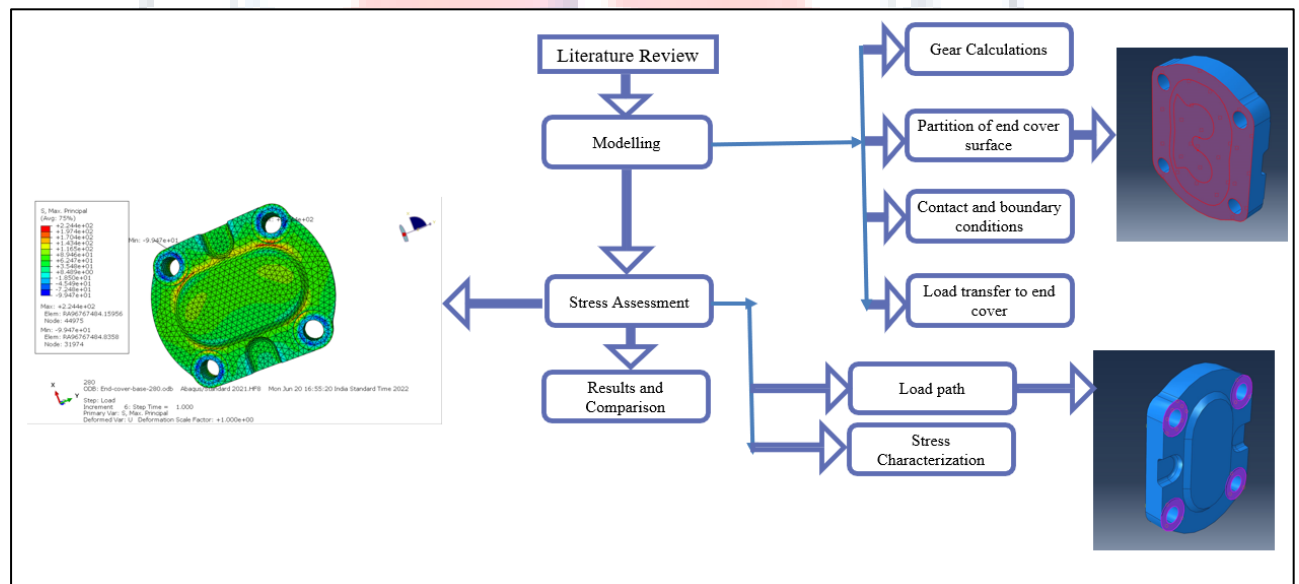 Literature Review
Modelling
Stress Assessment
Results and
Comparison
Gear Calculations
Partition of end cover
surface
Contact and boundary
conditions
Load transfer to end
cover
Load path
Stress
Characterization
S, Max. Principal
(Avg: 75%)
+2.244e+02
+1.974e+02
+1.704e+02
+1.434e+02
+1.165e+02
+8.946e+01
+6.247e+01
+3.548e+01
+8.489e+00
-1.850e+01
-4.549e+01
-7.248e+01
-9.947e+01
Max: +2.244e+02
Elem: RA96767484.15956
Node: 44975
Min: -9.947e+01
Elem: RA96767484.8358
Node: 31974
Min: -9.947e+01
e+02
280
ODB: End-cover-base-280.odb Abaqus/Standard 2021.HF8 Mon Jun 20 16:55:20 India Standard Time 2022
X
Y
Step: Load
Increment 6: Step Time = 1.000
Primary Var: S, Max. Principal
Deformed Var: U Deformation Scale Factor: +1.000e+00